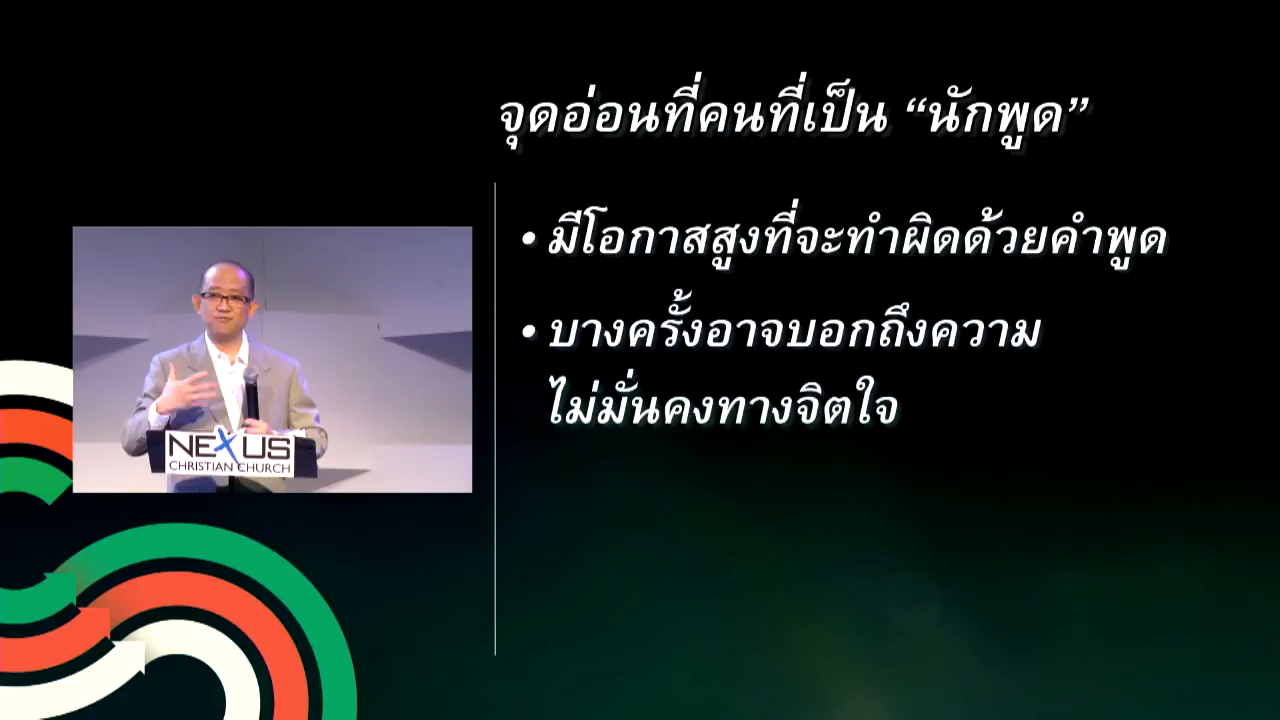 จุดอ่อนที่คนที่เป็น “นักพูด”
• มีโอกาสสูงที่จะทำผิดด้วยคำพูด
• บางครั้งอาจบอกถึงความ
ไม่มั่นคงทางจิตใจ
NEXUS
CHRISTIAN CHURCH